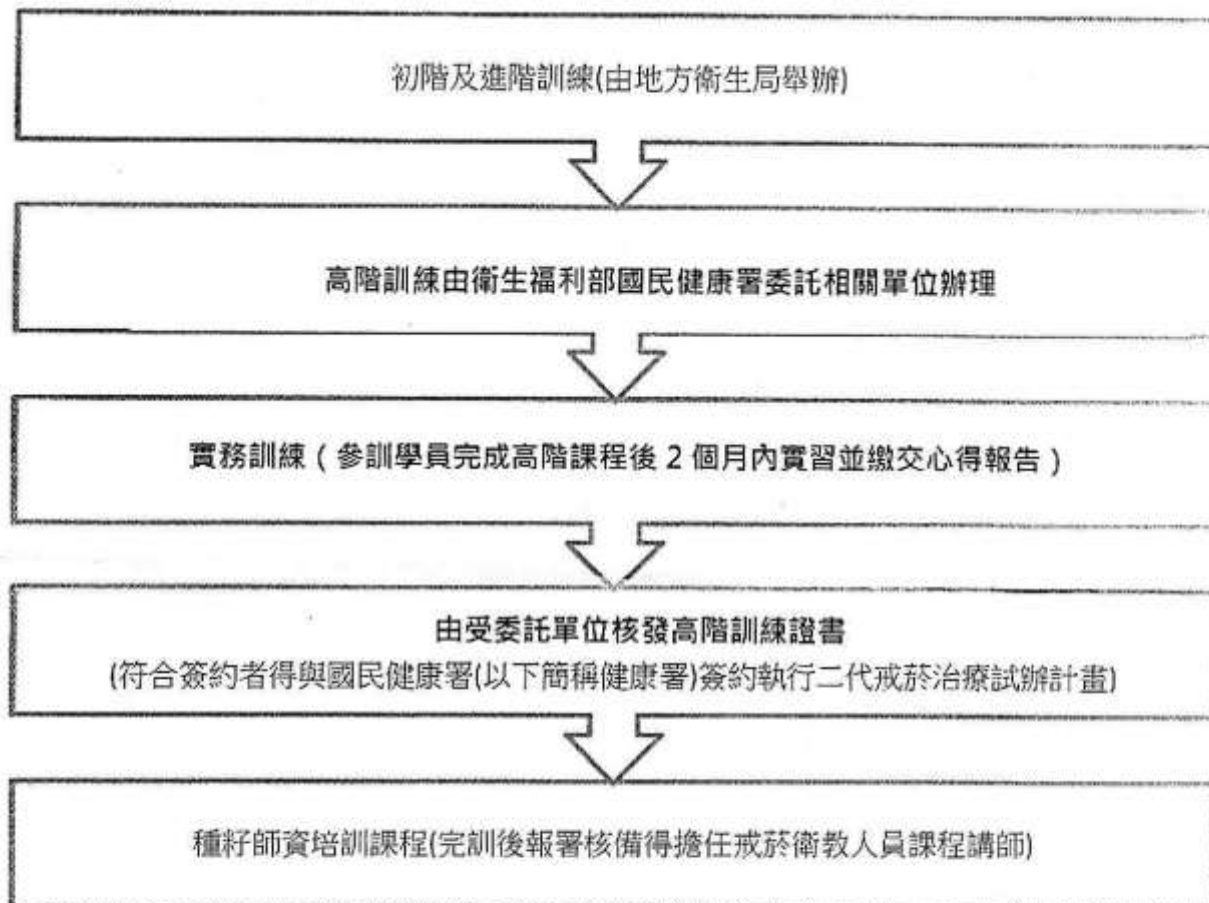 初階及進階訓練(由地方衛生局舉辦)
高階訓練由衛生福利部國民健康署委託相關單位辦理
實務訓練（參訓學員完成高階課程後 2 個月內實習並繳交心得報告）
由受委託單位核發高階訓練證書
(符合簽約者得與國民健康署(以下簡稱健康署)簽約執行二代戒菸治療試辦計畫)
種籽師資培訓課程(完訓後報署核備得擔任戒菸衛教人員課程講師)